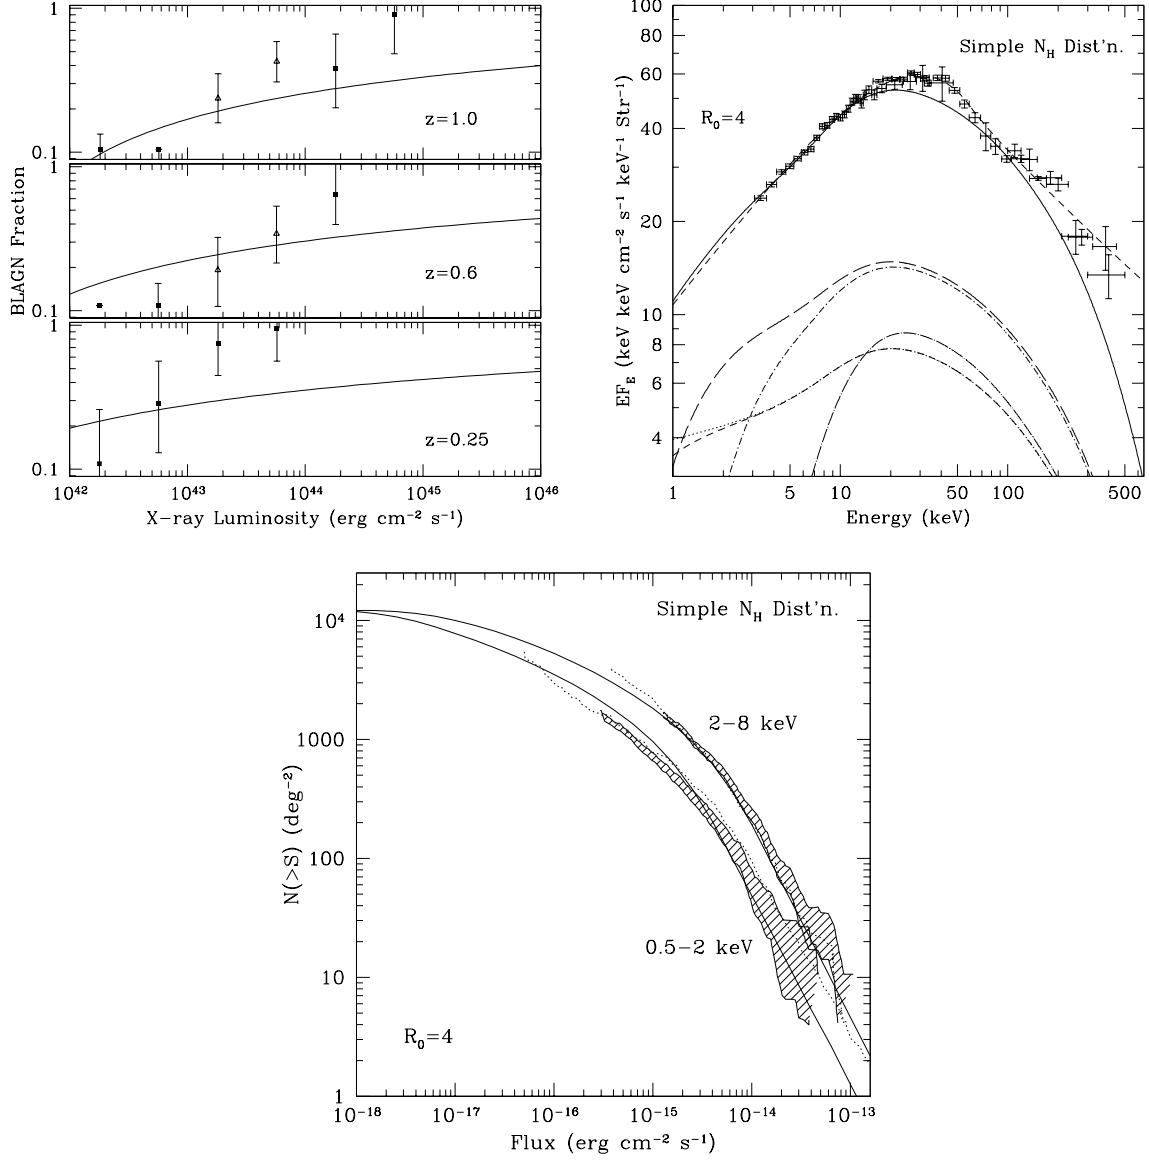 1
z=1.0
0.1
1
z=0.6
0.1
1
z=0.25
0.1
BLAGN Fraction
10⁴² 10⁴³ 10⁴⁴ 10⁴⁵ 10⁴⁶
X−ray Luminosity (erg cm⁻² s⁻¹)
100
80
60
40
20
10
8
6
4
EF_E (keV keV cm⁻² s⁻¹ keV⁻¹ Str⁻¹)
Simple N_H Dist'n.
R₀=4
1 5 10 50 100 500
Energy (keV)
10⁴
1000
100
10
1
N(>S) (deg⁻²)
Simple N_H Dist'n.
2−8 keV
0.5−2 keV
R₀=4
10⁻¹⁸ 10⁻¹⁷ 10⁻¹⁶ 10⁻¹⁵ 10⁻¹⁴ 10⁻¹³
Flux (erg cm⁻² s⁻¹)